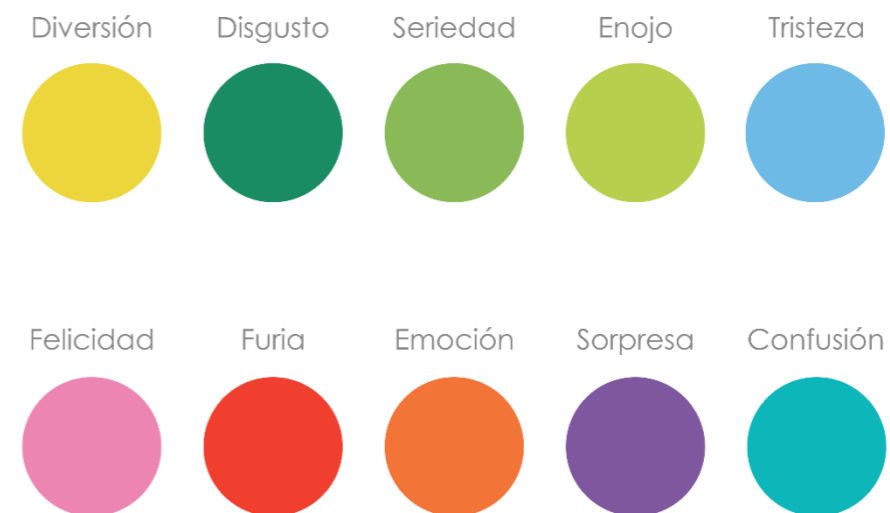 Diversión Disgusto Seriedad Enojo Tristeza
Felicidad Furia Emoción Sorpresa Confusión